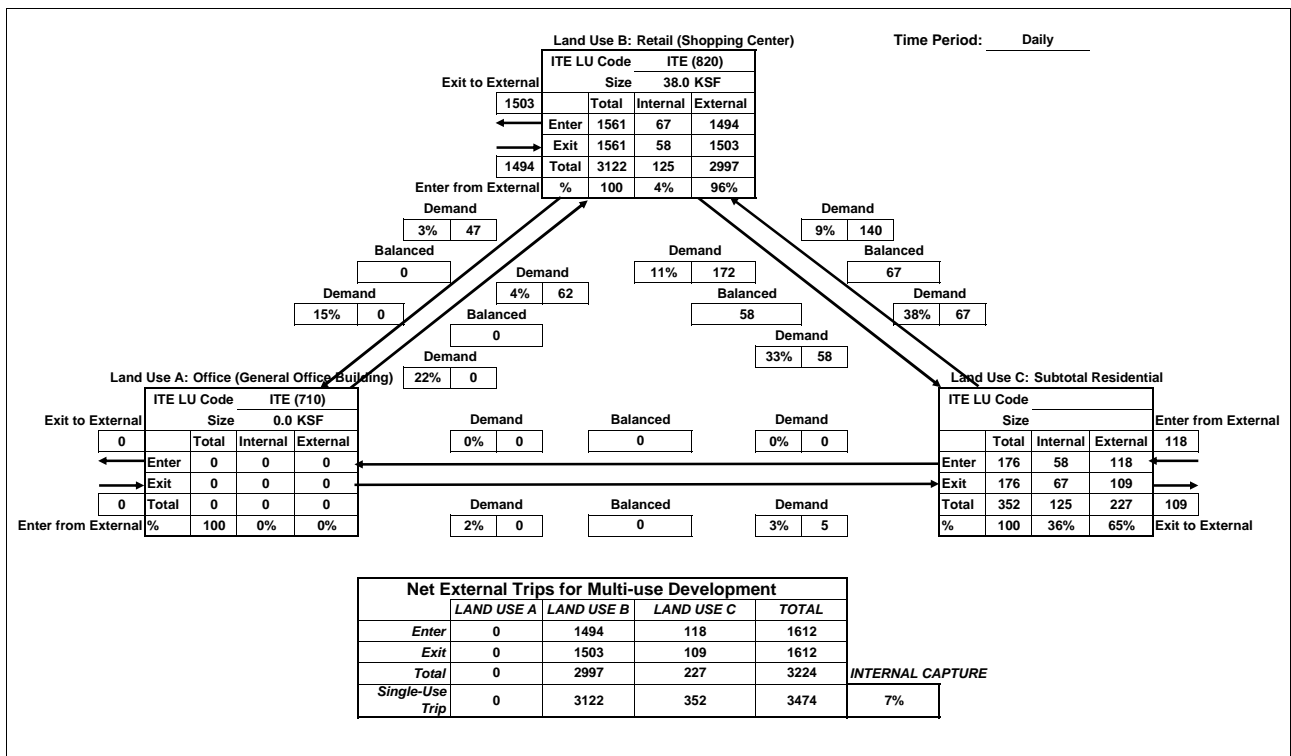 Land Use B: Retail (Shopping Center)
Time Period: Daily
ITE LU Code ITE (820)
Exit to External Size 38.0 KSF
1503 Total Internal External
Enter 1561 67 1494
Exit 1561 58 1503
1494 Total 3122 125 2997
Enter from External % 100 4% 96%
Demand
3% 47
Balanced
0
Demand
15% 0
Demand
4% 62
Balanced
0
Demand
22% 0
Demand
11% 172
Balanced
58
Demand
33% 58
Demand
9% 140
Balanced
67
Demand
38% 67
Land Use A: Office (General Office Building)
ITE LU Code ITE (710)
Exit to External Size 0.0 KSF
0 Total Internal External
Enter 0 0 0
Exit 0 0 0
0 Total 0 0 0
Enter from External % 100 0% 0%
Demand Balanced Demand
0% 0 0 0% 0
Demand Balanced Demand
2% 0 0 3% 5
Land Use C: Subtotal Residential
ITE LU Code
Size Enter from External
Total Internal External 118
Enter 176 58 118
Exit 176 67 109
Total 352 125 227 109
% 100 36% 65% Exit to External
Net External Trips for Multi-use Development
LAND USE A LAND USE B LAND USE C TOTAL
Enter 0 1494 118 1612
Exit 0 1503 109 1612
Total 0 2997 227 3224 INTERNAL CAPTURE
Single-Use
Trip 0 3122 352 3474 7%